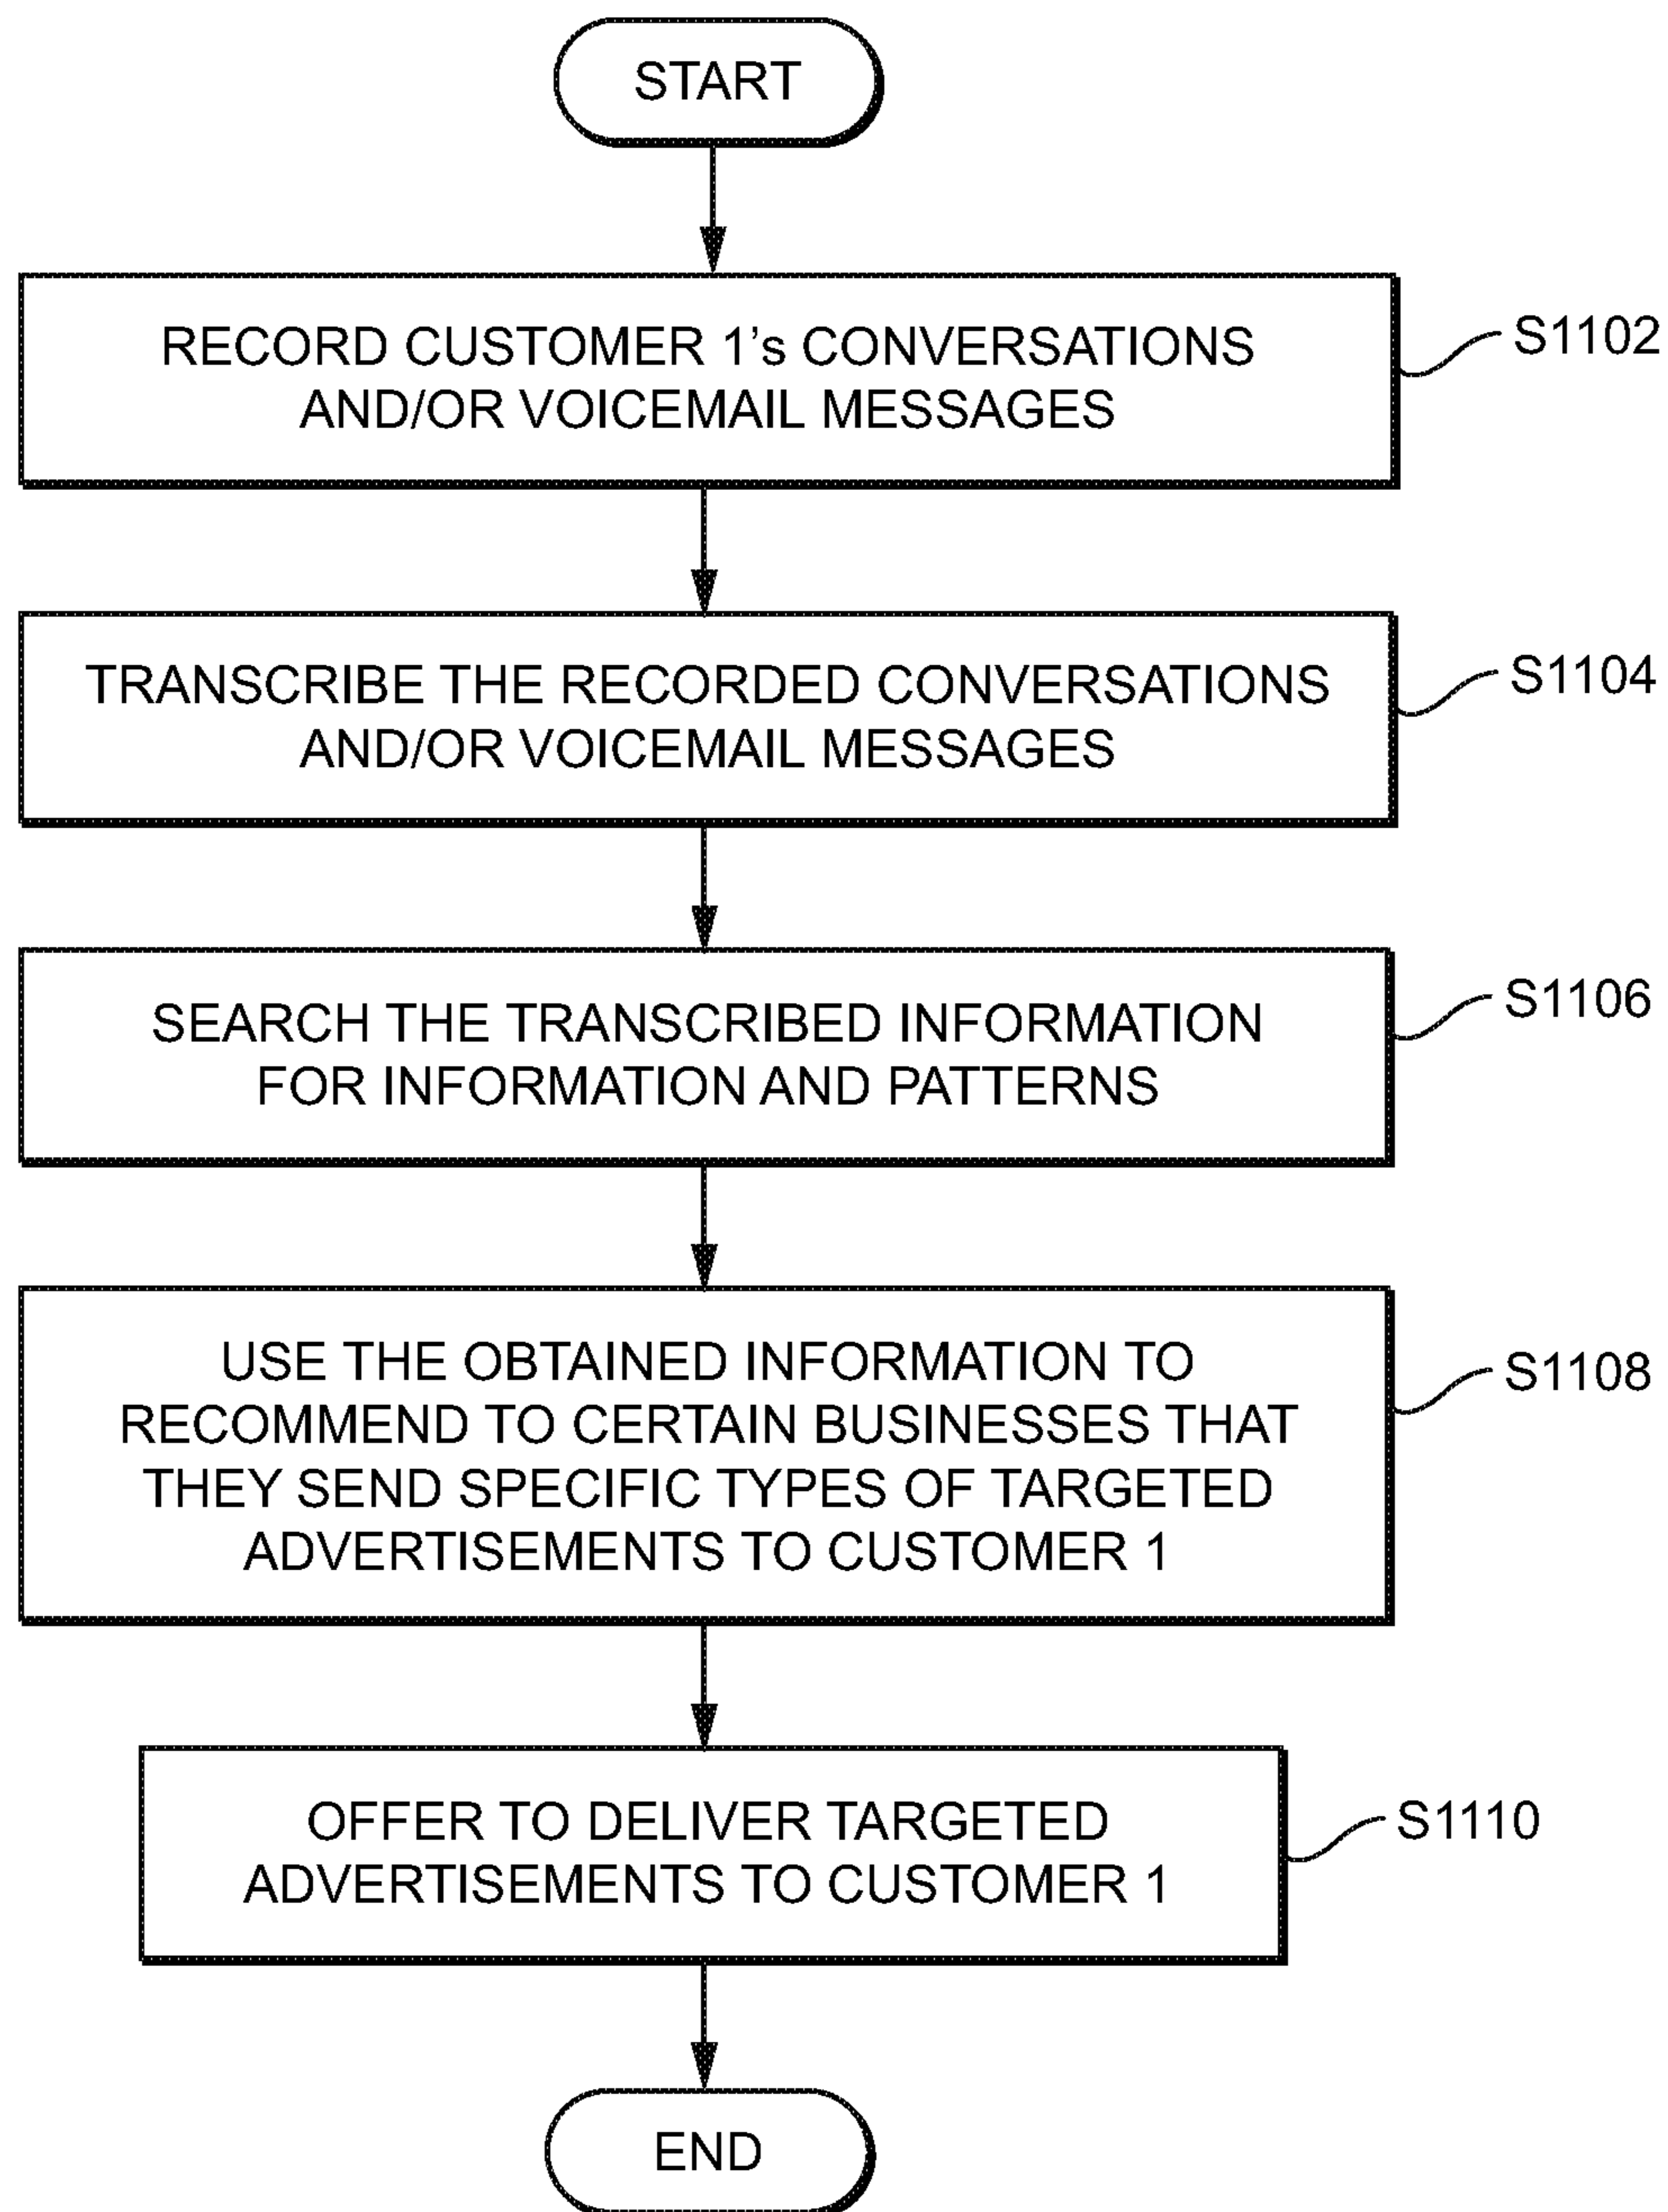 START
RECORD CUSTOMER 1's CONVERSATIONS
AND/OR VOICEMAIL MESSAGES
S1102
TRANSCRIBE THE RECORDED CONVERSATIONS
AND/OR VOICEMAIL MESSAGES
S1104
SEARCH THE TRANSCRIBED INFORMATION
FOR INFORMATION AND PATTERNS
S1106
USE THE OBTAINED INFORMATION TO
RECOMMEND TO CERTAIN BUSINESSES THAT
THEY SEND SPECIFIC TYPES OF TARGETED
ADVERTISEMENTS TO CUSTOMER 1
S1108
OFFER TO DELIVER TARGETED
ADVERTISEMENTS TO CUSTOMER 1
S1110
END